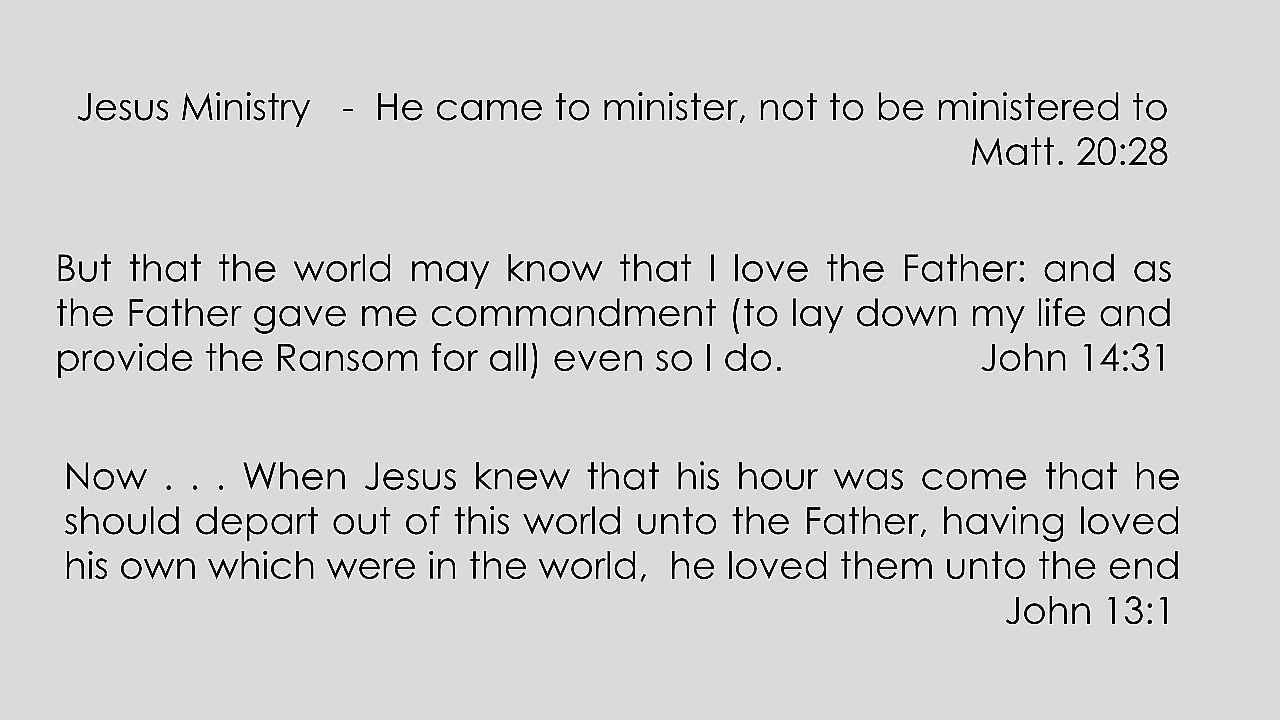 Jesus Ministry - He came to minister, not to be ministered to
Matt. 20:28
But that the world may know that I love the Father: and as
the Father gave me commandment (to lay down my life and
provide the Ransom for all) even so I do. John 14:31
Now . . . When Jesus knew that his hour was come that he
should depart out of this world unto the Father, having loved
his own which were in the world, he loved them unto the end
John 13:1